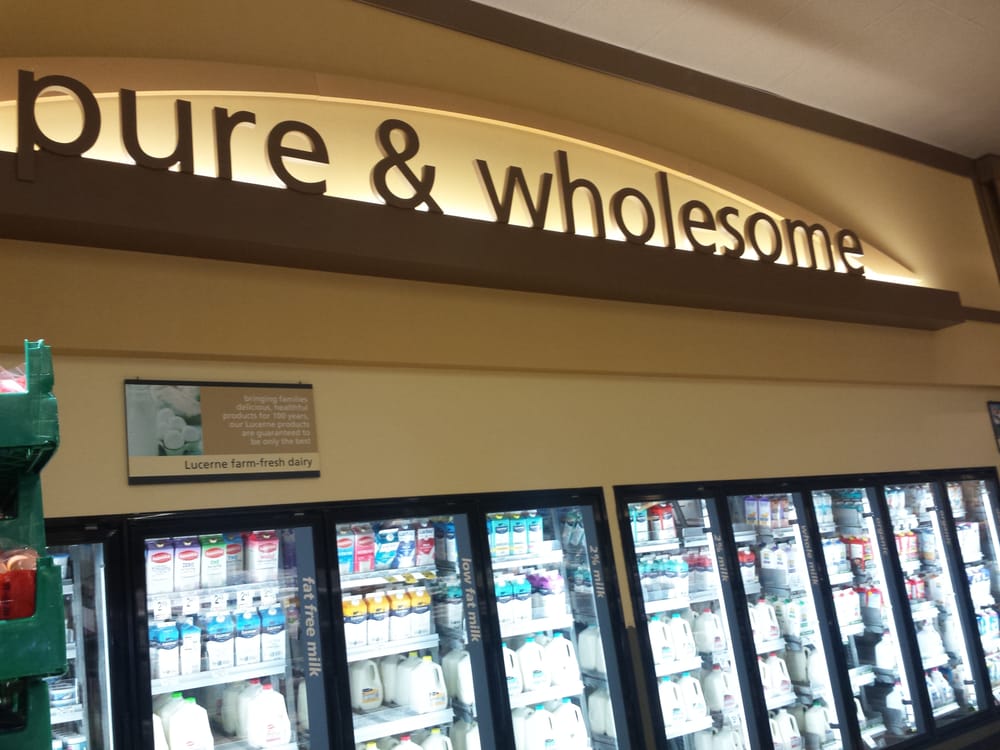 pure & wholesome
bringing families
delicious, healthful
products for 100 years,
our Lucerne products
are guaranteed to
be only the best
Lucerne farm-fresh dairy
fat free milk
low fat milk
2% milk
2% milk
whole milk